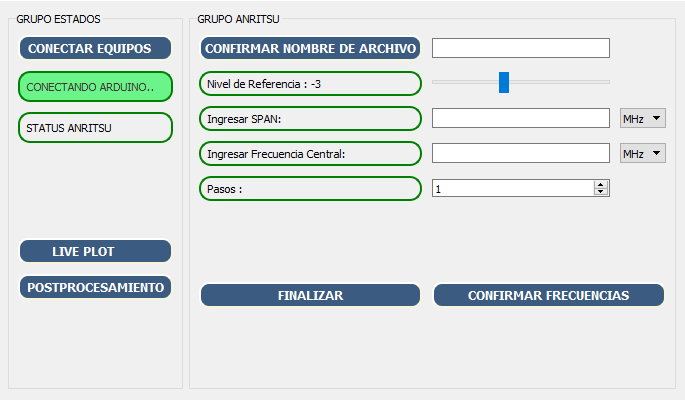 GRUPO ESTADOS
CONECTAR EQUIPOS
CONECTANDO ARDUINO..
STATUS ANRITSU
LIVE PLOT
POSTPROCESAMIENTO
GRUPO ANRITSU
CONFIRMAR NOMBRE DE ARCHIVO
Nivel de Referencia : -3
Ingresar SPAN:
MHz
Ingresar Frecuencia Central:
MHz
Pasos :
1
FINALIZAR
CONFIRMAR FRECUENCIAS